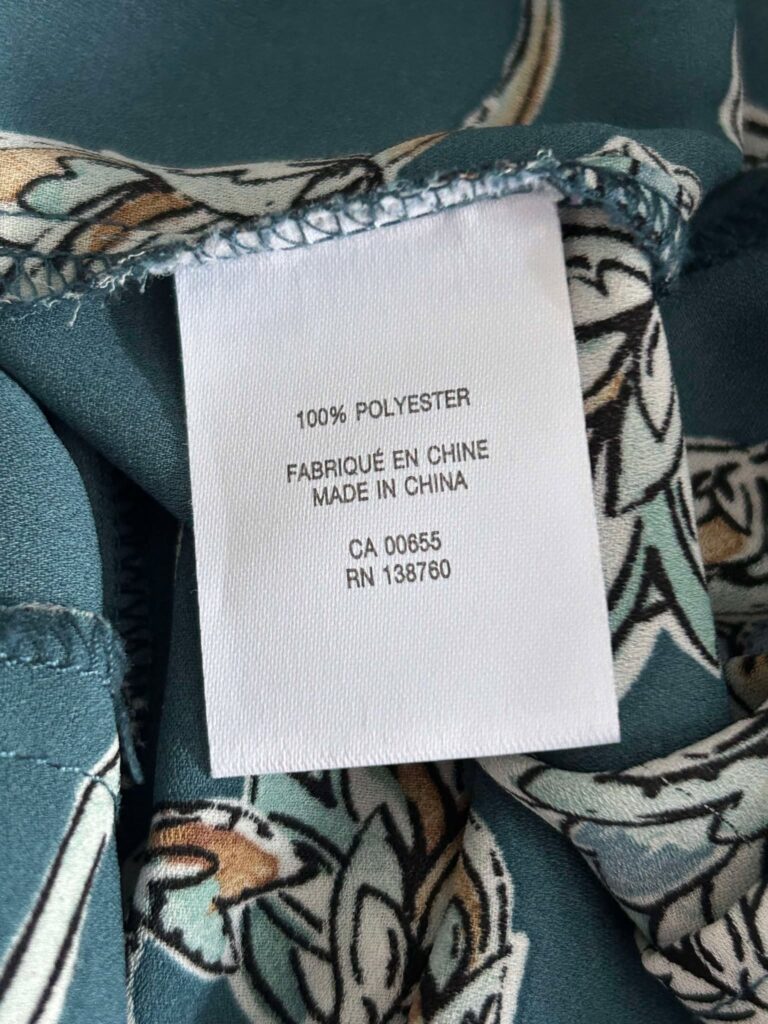 100% POLYESTER
FABRIQUÉ EN CHINE
MADE IN CHINA
CA 00655
RN 138760